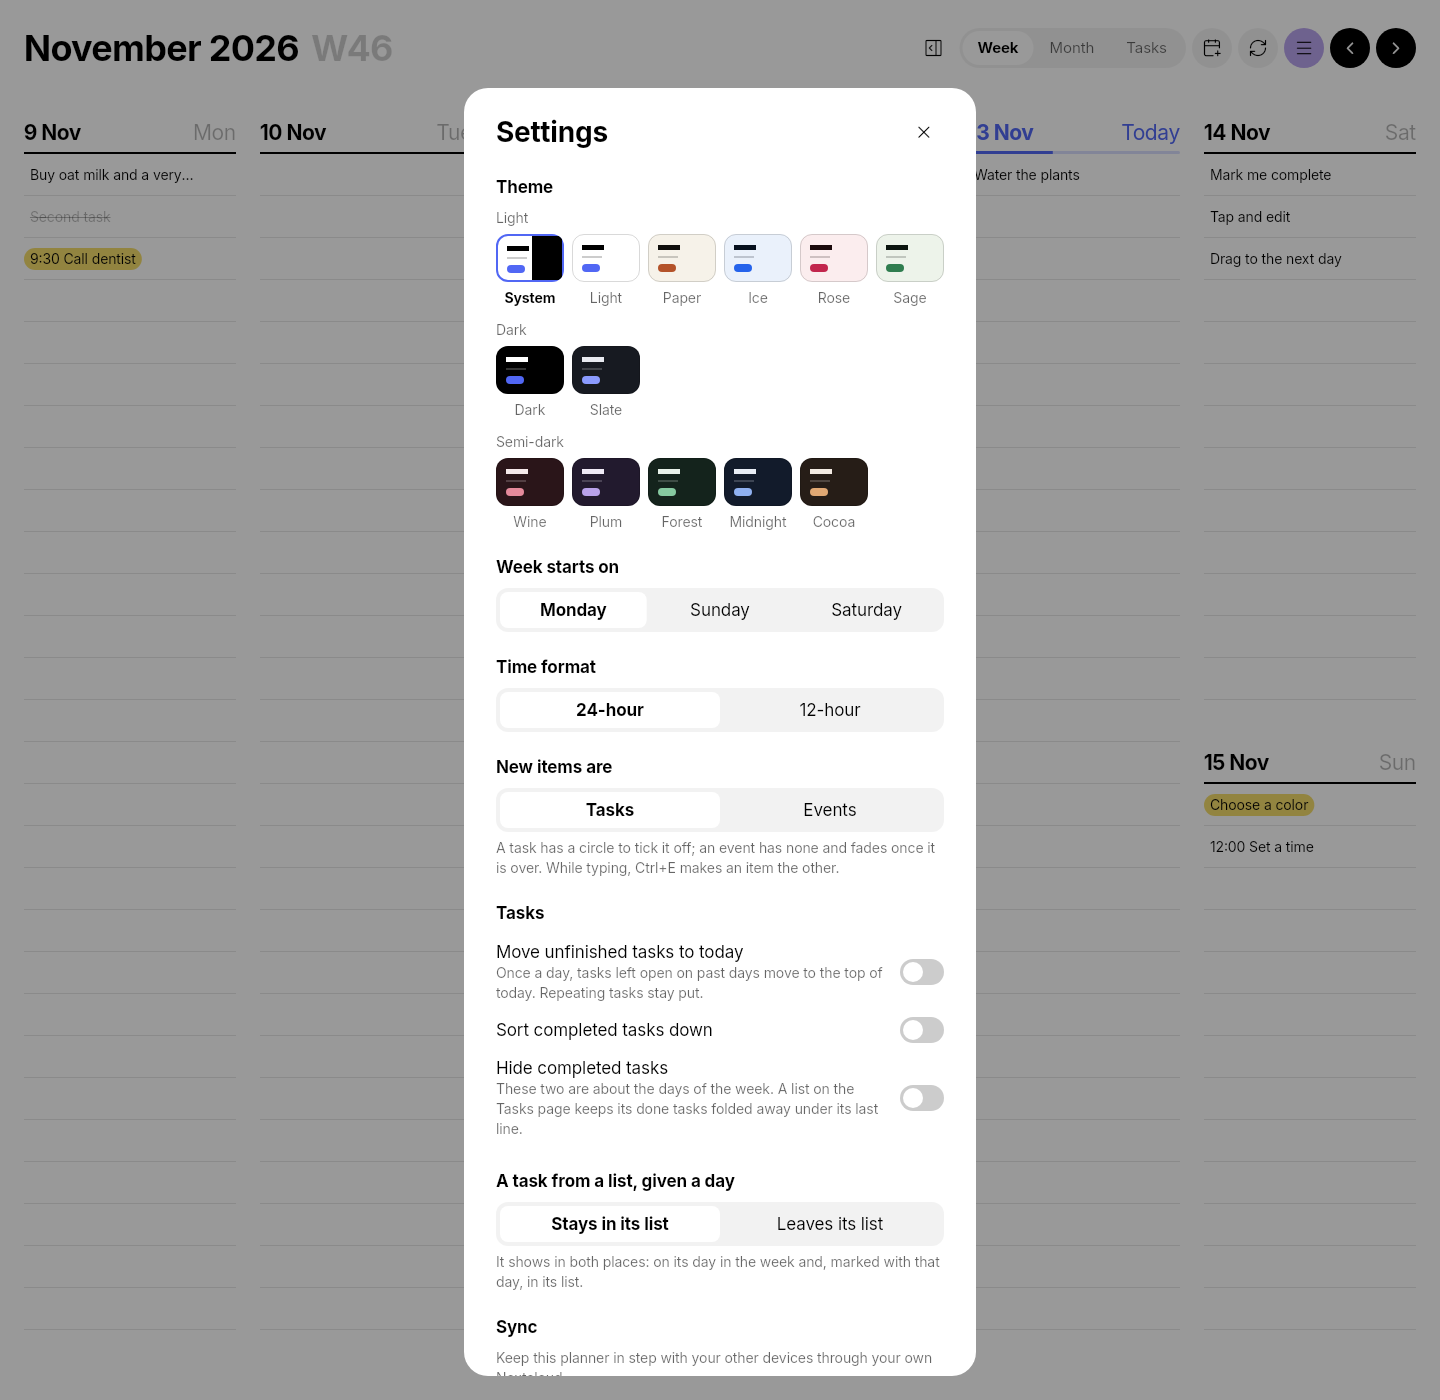 November 2026 W46
Week Month Tasks
9 Nov Mon
10 Nov Tue
3 Nov Today
14 Nov Sat
Buy oat milk and a very...
Second task
9:30 Call dentist
Water the plants
Mark me complete
Tap and edit
Drag to the next day
15 Nov Sun
Choose a color
12:00 Set a time
Settings
Theme
Light
System Light Paper Ice Rose Sage
Dark
Dark Slate
Semi-dark
Wine Plum Forest Midnight Cocoa
Week starts on
Monday Sunday Saturday
Time format
24-hour 12-hour
New items are
Tasks Events
A task has a circle to tick it off; an event has none and fades once it
is over. While typing, Ctrl+E makes an item the other.
Tasks
Move unfinished tasks to today
Once a day, tasks left open on past days move to the top of
today. Repeating tasks stay put.
Sort completed tasks down
Hide completed tasks
These two are about the days of the week. A list on the
Tasks page keeps its done tasks folded away under its last
line.
A task from a list, given a day
Stays in its list Leaves its list
It shows in both places: on its day in the week and, marked with that
day, in its list.
Sync
Keep this planner in step with your other devices through your own